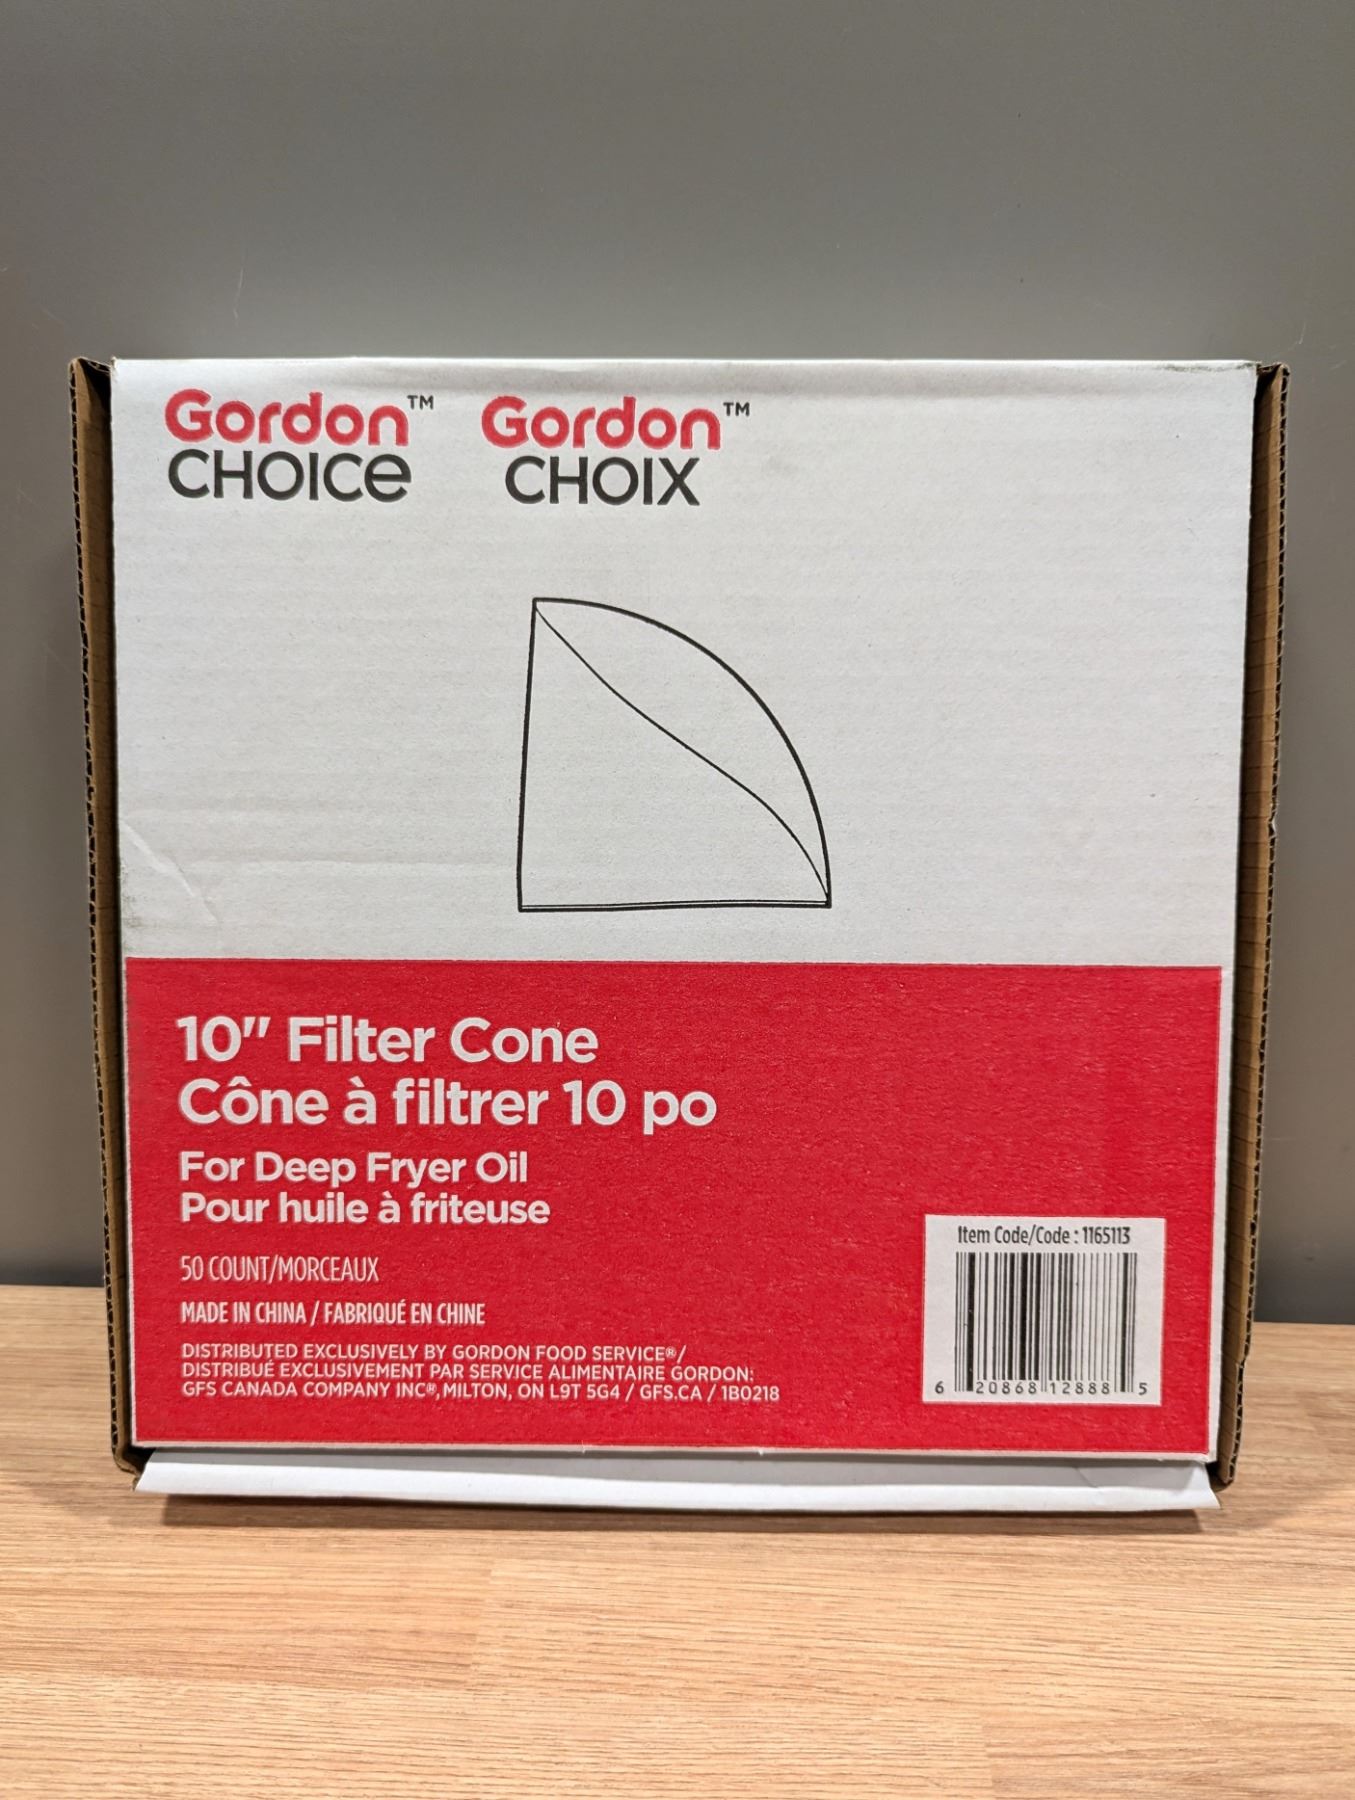 Gordon™
CHOICe
Gordon™
CHOIX
10" Filter Cone
Cône à filtrer 10 po
For Deep Fryer Oil
Pour huile à friteuse
50 COUNT/MORCEAUX
MADE IN CHINA / FABRIQUÉ EN CHINE
DISTRIBUTED EXCLUSIVELY BY GORDON FOOD SERVICE®/
DISTRIBUÉ EXCLUSIVEMENT PAR SERVICE ALIMENTAIRE GORDON:
GFS CANADA COMPANY INC®, MILTON, ON L9T 5G4 / GFS.CA / 1B0218
Item Code/Code : 1165113
6 20868 12888 5